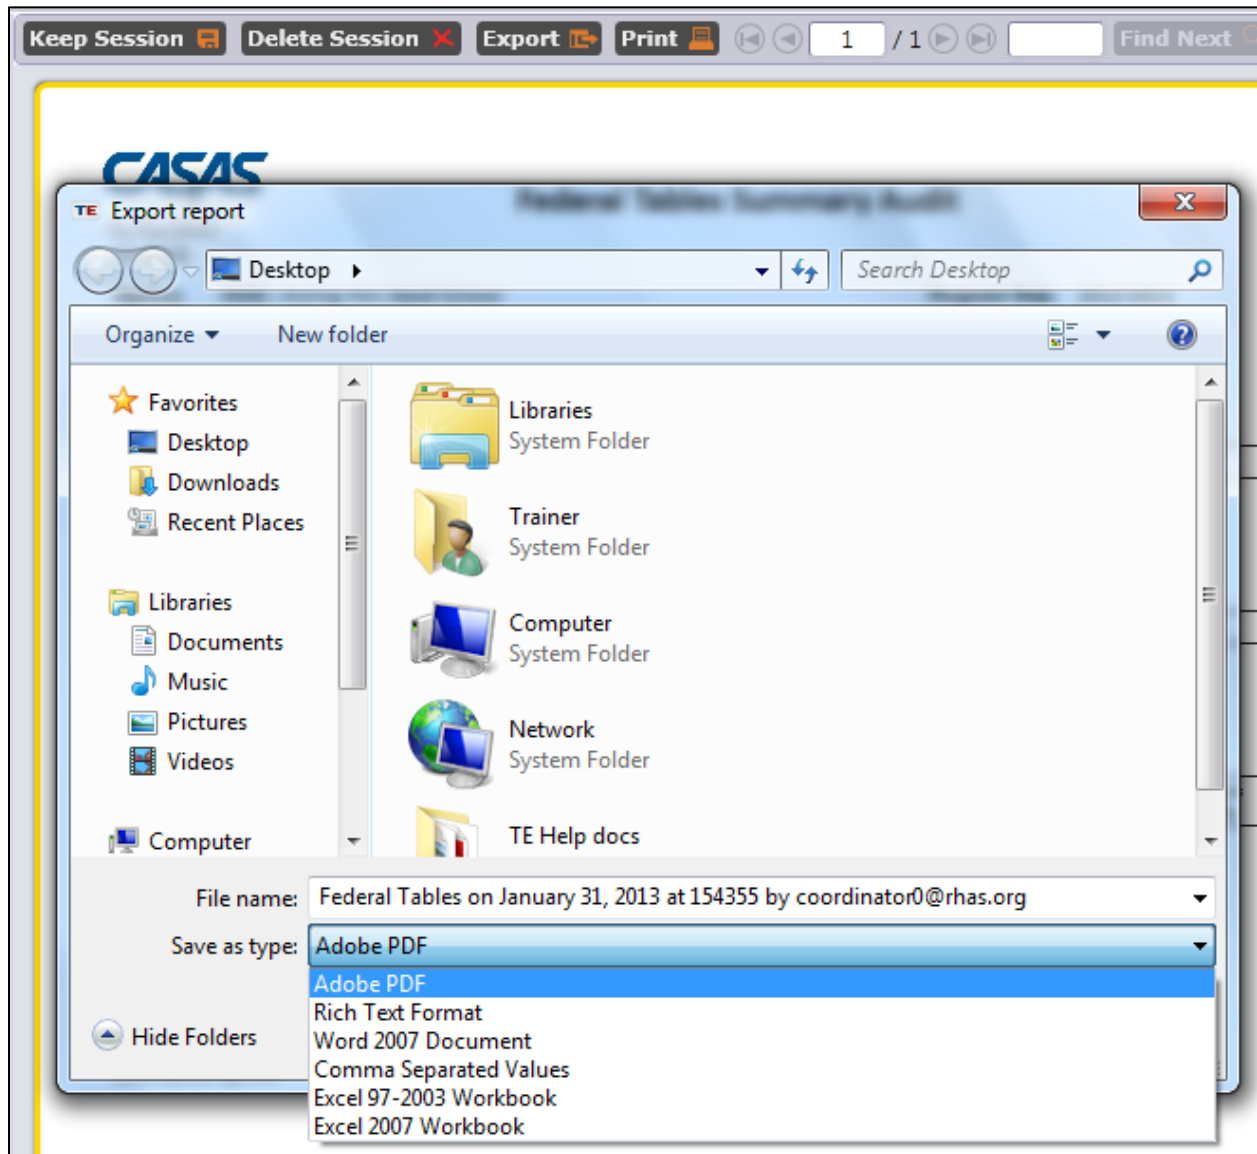 Keep Session Delete Session Export Print 1 / 1 Find Next
CASAS
Federal Tables Summary Audit
TE Export report
Desktop Search Desktop
Organize New folder
Favorites
Desktop
Downloads
Recent Places
Libraries
Documents
Music
Pictures
Videos
Computer
Libraries
System Folder
Trainer
System Folder
Computer
System Folder
Network
System Folder
TE Help docs
File name: Federal Tables on January 31, 2013 at 154355 by coordinator0@rhas.org
Save as type: Adobe PDF
Adobe PDF
Rich Text Format
Word 2007 Document
Comma Separated Values
Excel 97-2003 Workbook
Excel 2007 Workbook
Hide Folders